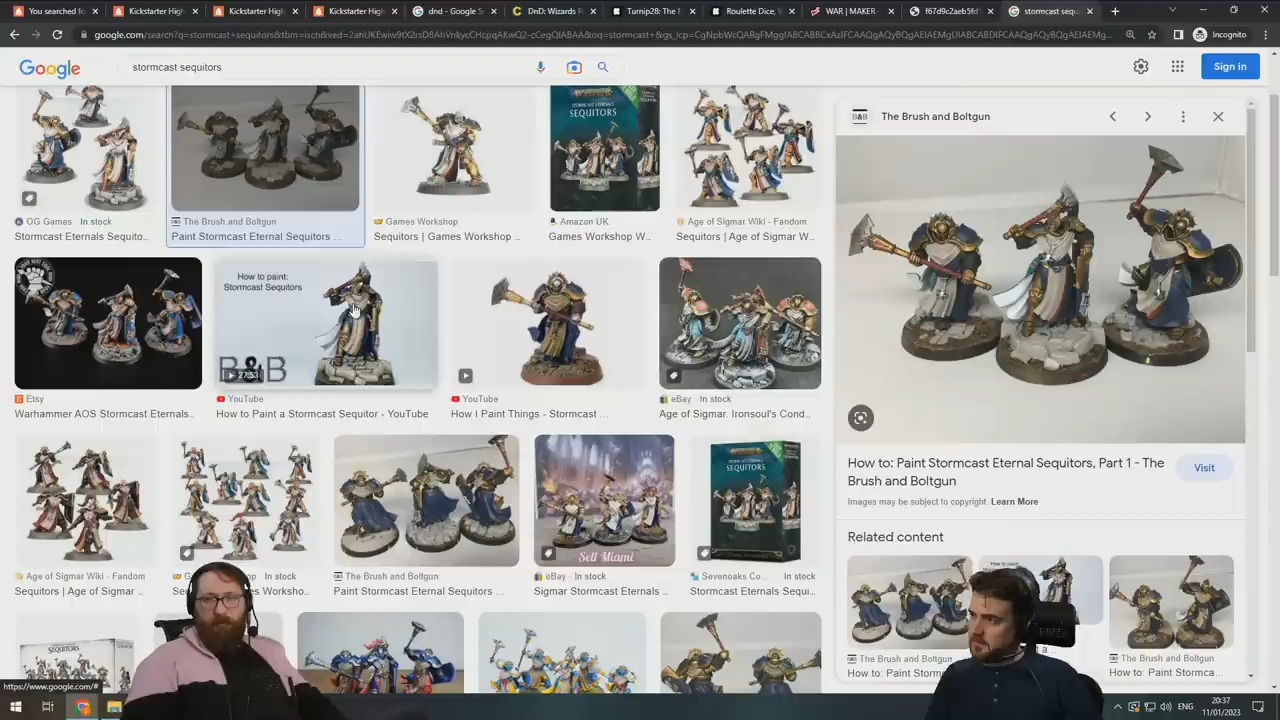 You searched fo
Kickstarter High
Kickstarter High
Kickstarter High
dnd - Google Se
DnD: Wizards R
Turnip28: The
Roulette Dice, W
WAR | MAKER -
stormcast sequ
Incognito
Google
stormcast sequitors
Sign in
OG Games In stock
Stormcast Eternals Sequito...
The Brush and Boltgun
Paint Stormcast Eternal Sequitors ...
Games Workshop
Sequitors | Games Workshop ...
STORMCAST ETERNALS
SEQUITORS
Amazon UK
Games Workshop W...
Age of Sigmar Wiki - Fandom
Sequitors | Age of Sigmar W...
The Brush and Boltgun
How to: Paint Stormcast Eternal Sequitors, Part 1 - The
Brush and Boltgun
Visit
Images may be subject to copyright. Learn More
Related content
Etsy
Warhammer AOS Stormcast Eternals...
How to paint:
Stormcast Sequitors
B&B
27:53
YouTube
How to Paint a Stormcast Sequitor - YouTube
YouTube
How I Paint Things - Stormcast ...
eBay In stock
Age of Sigmar. Ironsoul's Cond...
Age of Sigmar Wiki - Fandom
Sequitors | Age of Sigmar ...
In stock
The Brush and Boltgun
Paint Stormcast Eternal Sequitors ...
Sell Miami
eBay In stock
Sigmar Stormcast Eternals ...
SEQUITORS
Sevenoaks Co... In stock
Stormcast Eternals Sequi...
SEQUITORS
The Brush and Boltgun
How to: Paint Storm
The Brush and Boltgun
How to: Paint Stormca...
https://www.google.com/#
ENG
20:37
11/01/2023